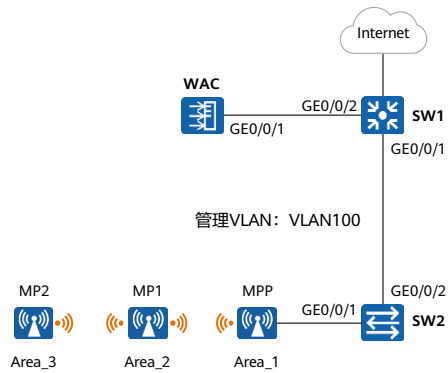 Internet
WAC
GE0/0/2
SW1
GE0/0/1
GE0/0/1
管理VLAN：VLAN100
MP2
MP1
MPP
GE0/0/2
GE0/0/1
SW2
Area_3
Area_2
Area_1